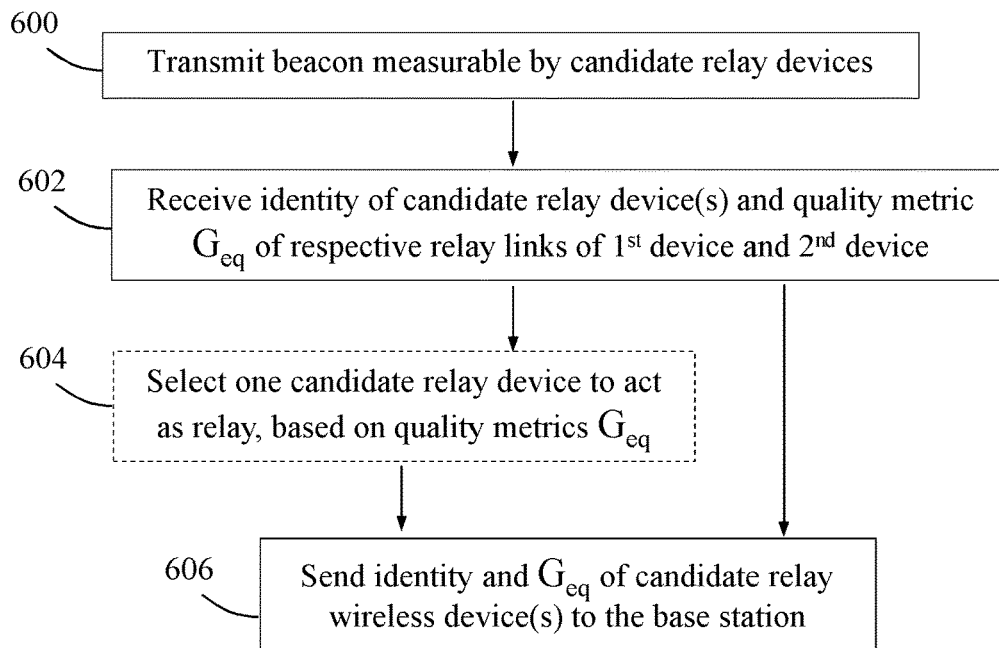 600
Transmit beacon measurable by candidate relay devices
602
Receive identity of candidate relay device(s) and quality metric
Geq of respective relay links of 1st device and 2nd device
604
Select one candidate relay device to act
as relay, based on quality metrics Geq
606
Send identity and Geq of candidate relay
wireless device(s) to the base station